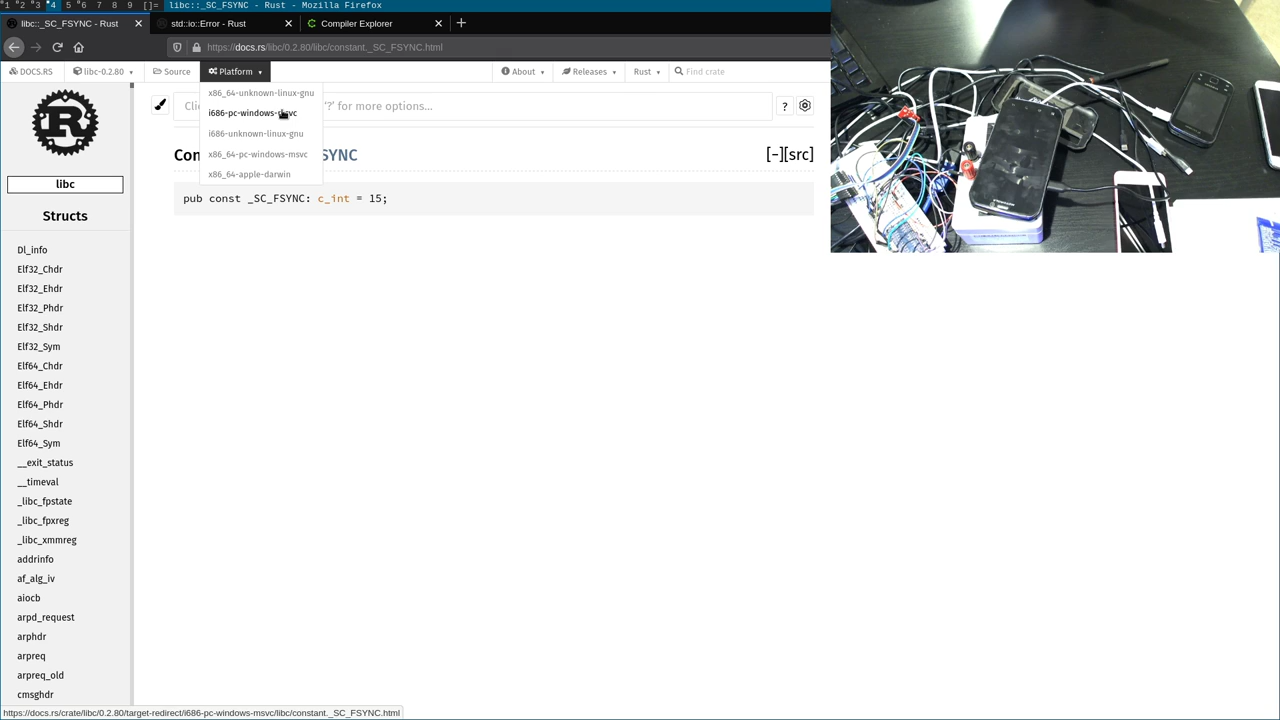 1 2 3 4 5 6 7 8 9 []= libc::_SC_FSYNC - Rust - Mozilla Firefox
libc::_SC_FSYNC - Rust × std::io::Error - Rust × Compiler Explorer × +
https://docs.rs/libc/0.2.80/libc/constant._SC_FSYNC.html
DOCS.RS libc-0.2.80 Source Platform About Releases Rust Find crate
x86_64-unknown-linux-gnu
i686-pc-windows-msvc
i686-unknown-linux-gnu
x86_64-pc-windows-msvc
x86_64-apple-darwin
Cli '?' for more options... ?
Con SYNC [−][src]
pub const _SC_FSYNC: c_int = 15;
libc
Structs
Dl_info
Elf32_Chdr
Elf32_Ehdr
Elf32_Phdr
Elf32_Shdr
Elf32_Sym
Elf64_Chdr
Elf64_Ehdr
Elf64_Phdr
Elf64_Shdr
Elf64_Sym
__exit_status
__timeval
_libc_fpstate
_libc_fpxreg
_libc_xmmreg
addrinfo
af_alg_iv
aiocb
arpd_request
arphdr
arpreq
arpreq_old
cmsghdr
https://docs.rs/crate/libc/0.2.80/target-redirect/i686-pc-windows-msvc/libc/constant._SC_FSYNC.html